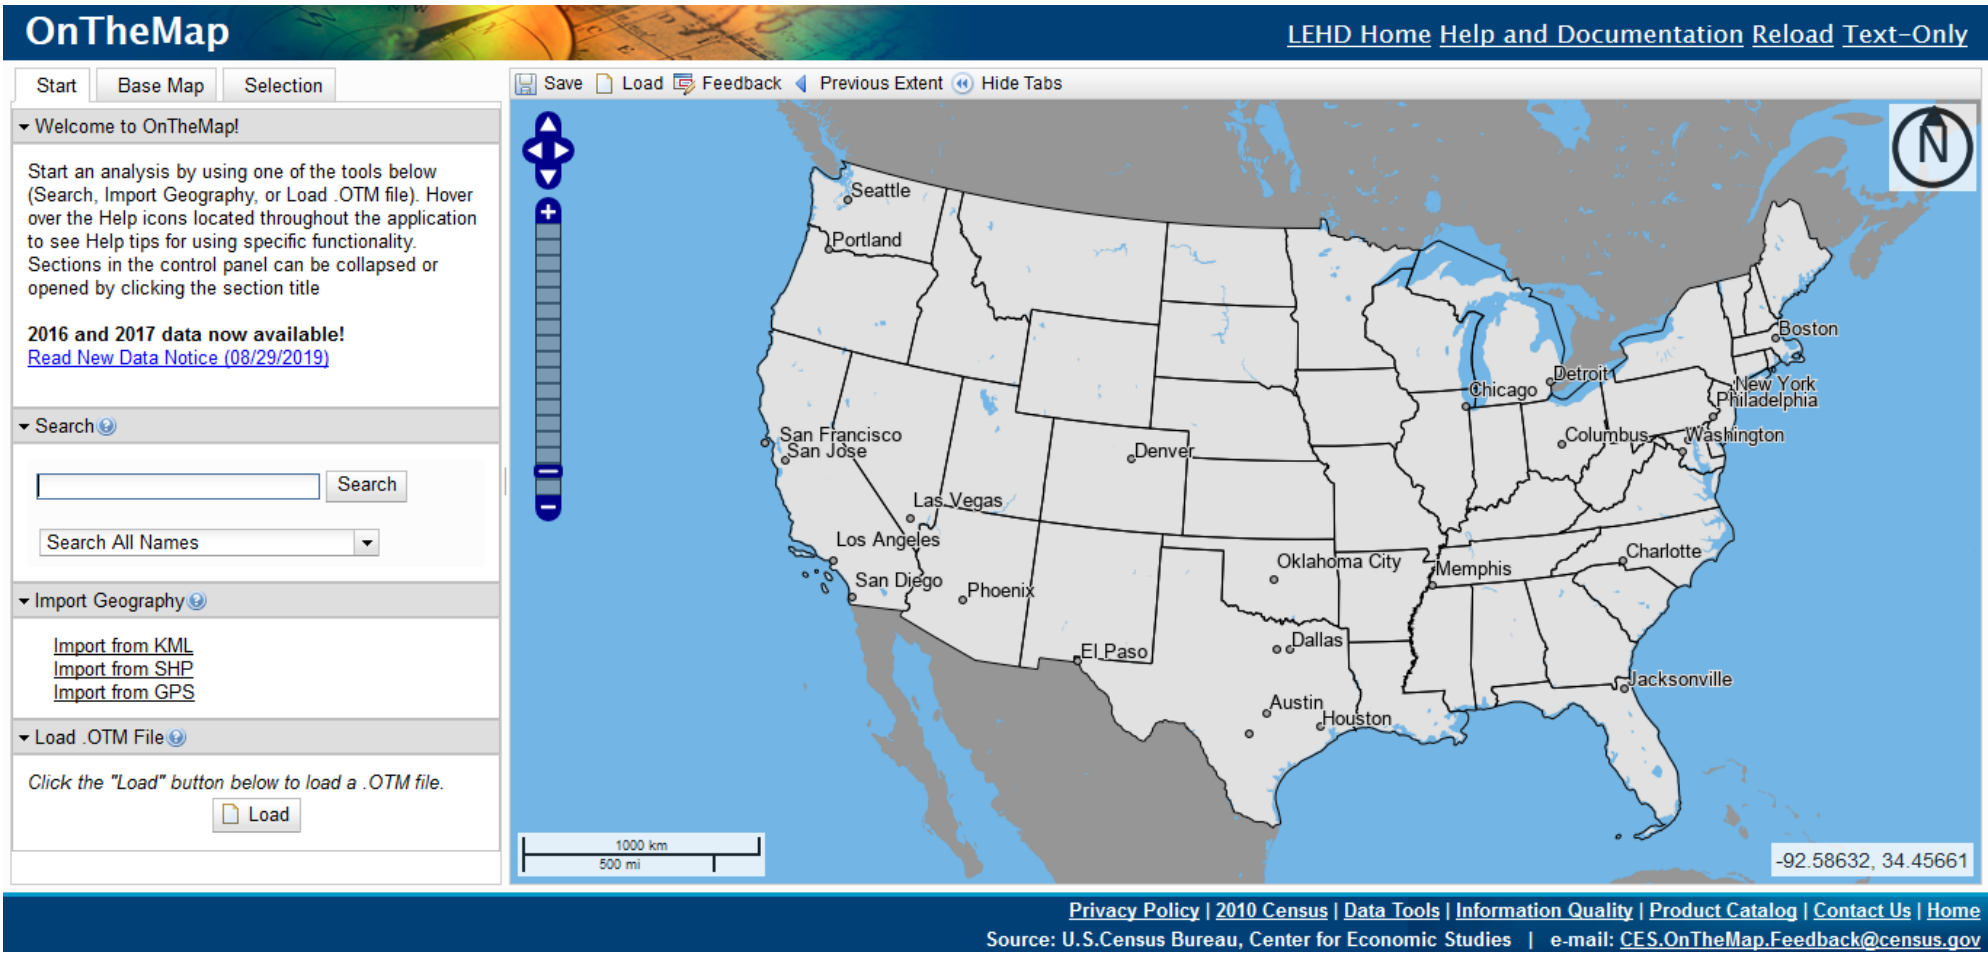 OnTheMap
LEHD Home Help and Documentation Reload Text-Only
Start Base Map Selection
Save Load Feedback Previous Extent Hide Tabs
Welcome to OnTheMap!
Start an analysis by using one of the tools below
(Search, Import Geography, or Load .OTM file). Hover
over the Help icons located throughout the application
to see Help tips for using specific functionality.
Sections in the control panel can be collapsed or
opened by clicking the section title
2016 and 2017 data now available!
Read New Data Notice (08/29/2019)
Search
Search
Search All Names
Import Geography
Import from KML
Import from SHP
Import from GPS
Load .OTM File
Click the "Load" button below to load a .OTM file.
Load
N
Seattle
Portland
Boston
Detroit
Chicago
New York
Philadelphia
San Francisco
San Jose
Denver
Columbus
Washington
Las Vegas
Los Angeles
Oklahoma City
Memphis
Charlotte
San Diego
Phoenix
El Paso
Dallas
Jacksonville
Austin
Houston
1000 km
500 mi
-92.58632, 34.45661
Privacy Policy | 2010 Census | Data Tools | Information Quality | Product Catalog | Contact Us | Home
Source: U.S.Census Bureau, Center for Economic Studies | e-mail: CES.OnTheMap.Feedback@census.gov